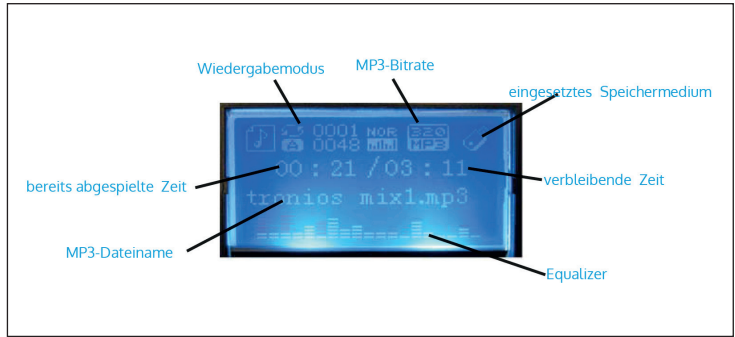 Wiedergabemodus
MP3-Bitrate
eingesetztes Speichermedium
A
0001
0048
NOR
320
MP3
00 : 21 / 03 : 11
bereits abgespielte Zeit
verbleibende Zeit
tronios mix1.mp3
MP3-Dateiname
Equalizer